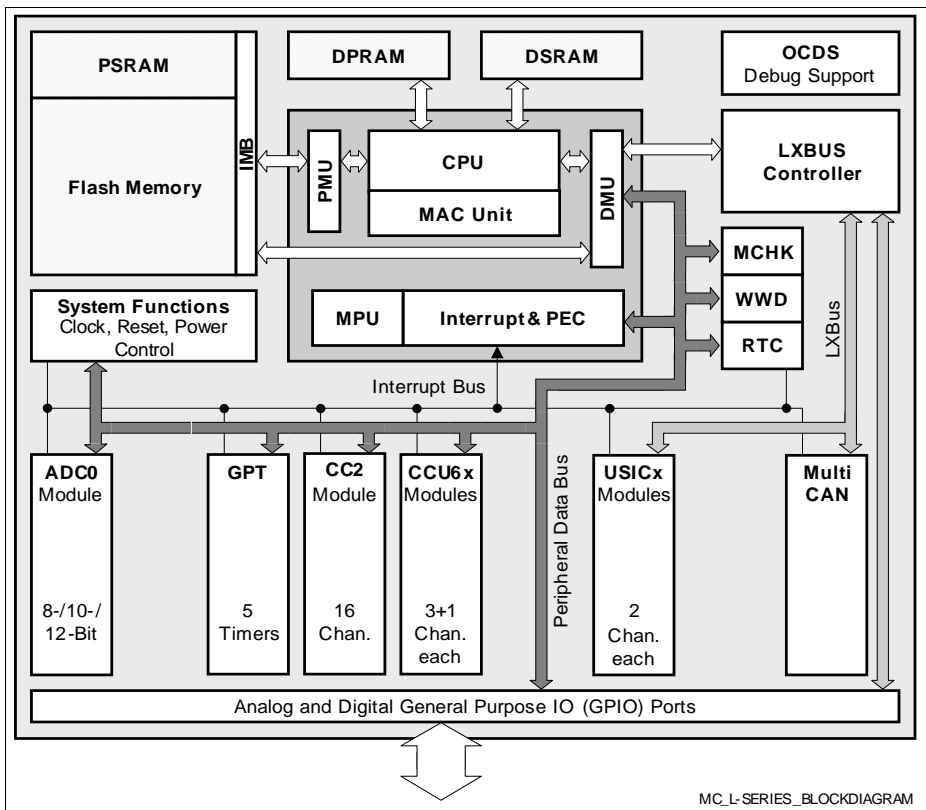 PSRAM
Flash Memory
IMB
DPRAM
DSRAM
OCDS
Debug Support
PMU
CPU
MAC Unit
DMU
LXBUS
Controller
MCHK
WWD
RTC
System Functions
Clock, Reset, Power
Control
MPU
Interrupt & PEC
Interrupt Bus
LXBus
Peripheral Data Bus
ADC0
Module
8-/10-/
12-Bit
GPT
5
Timers
CC2
Module
16
Chan.
CCU6x
Modules
3+1
Chan.
each
USICx
Modules
2
Chan.
each
Multi
CAN
Analog and Digital General Purpose IO (GPIO) Ports
MC_L-SERIES_BLOCKDIAGRAM